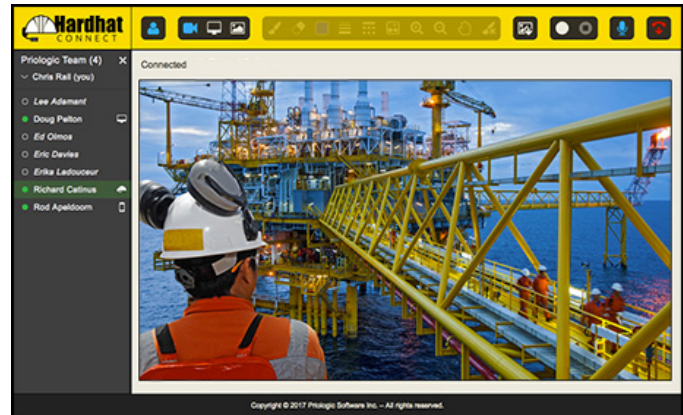 Hardhat
CONNECT
Priologic Team (4)
Chris Rall (you)
Lee Adamant
Doug Pelton
Ed Olmos
Eric Davies
Erika Ladouceur
Richard Catinus
Rod Apeldoorn
Connected
Copyright © 2017 Priologic Software Inc. – All rights reserved.